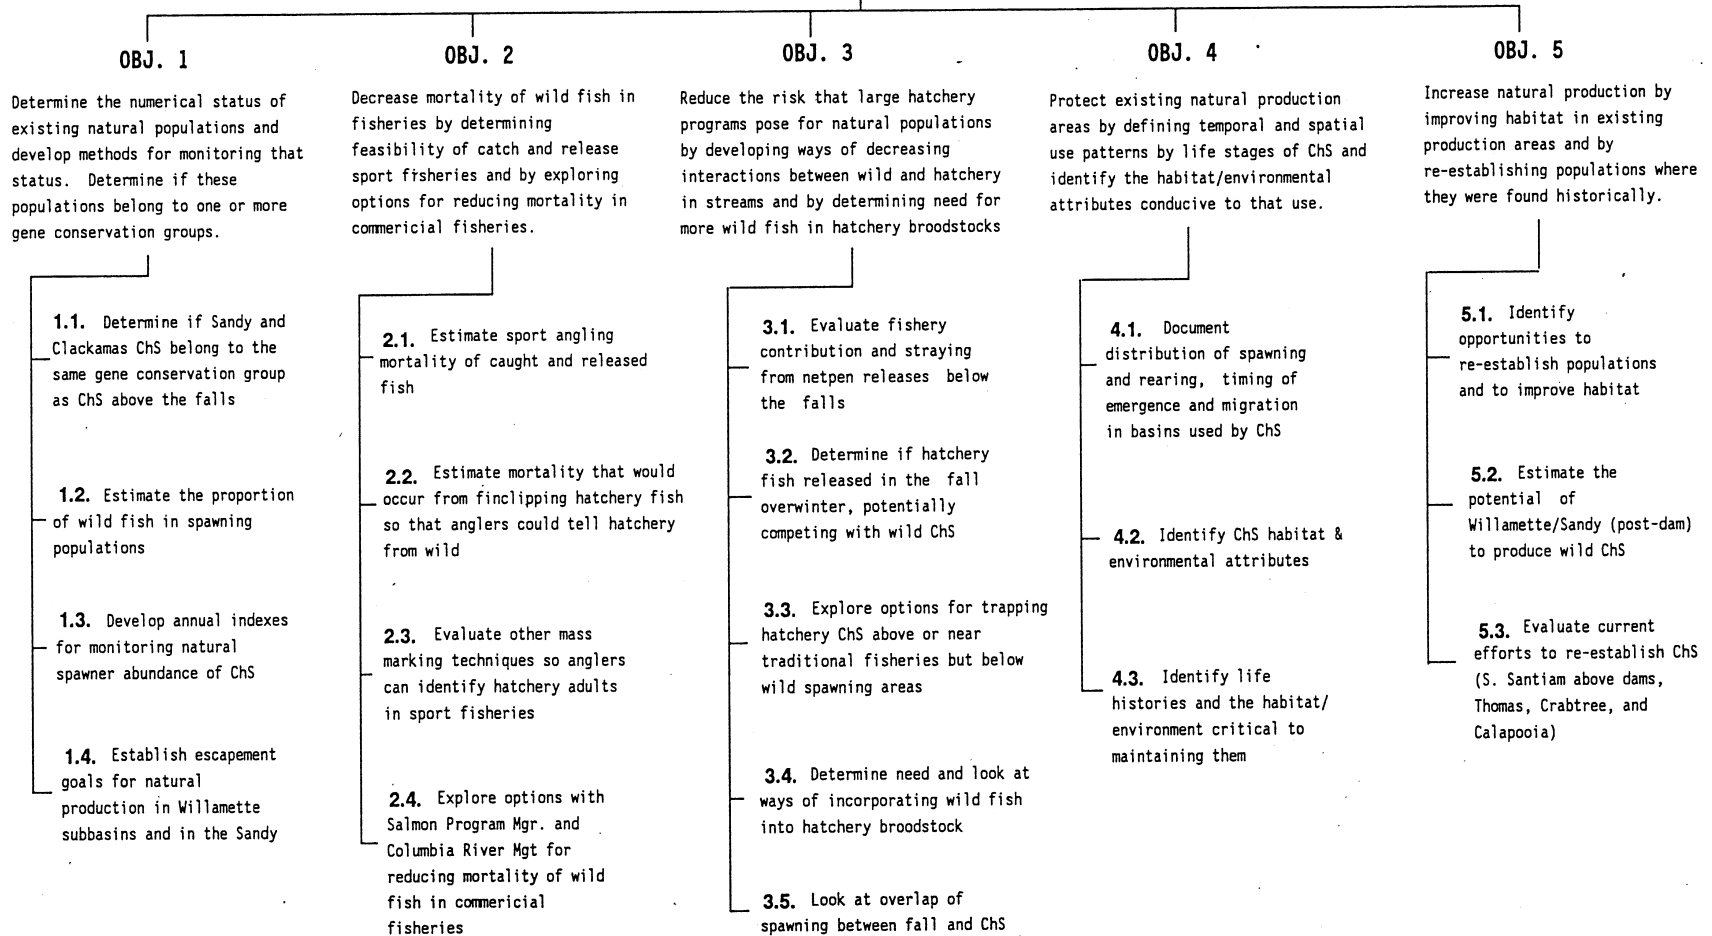 OBJ. 1
Determine the numerical status of
existing natural populations and
develop methods for monitoring that
status. Determine if these
populations belong to one or more
gene conservation groups.
1.1. Determine if Sandy and
Clackamas ChS belong to the
same gene conservation group
as ChS above the falls
1.2. Estimate the proportion
of wild fish in spawning
populations
1.3. Develop annual indexes
for monitoring natural
spawner abundance of ChS
1.4. Establish escapement
goals for natural
production in Willamette
subbasins and in the Sandy
OBJ. 2
Decrease mortality of wild fish in
fisheries by determining
feasibility of catch and release
sport fisheries and by exploring
options for reducing mortality in
commericial fisheries.
2.1. Estimate sport angling
mortality of caught and released
fish
2.2. Estimate mortality that would
occur from finclipping hatchery fish
so that anglers could tell hatchery
from wild
2.3. Evaluate other mass
marking techniques so anglers
can identify hatchery adults
in sport fisheries
2.4. Explore options with
Salmon Program Mgr. and
Columbia River Mgt for
reducing mortality of wild
fish in commericial
fisheries
OBJ. 3
Reduce the risk that large hatchery
programs pose for natural populations
by developing ways of decreasing
interactions between wild and hatchery
in streams and by determining need for
more wild fish in hatchery broodstocks
3.1. Evaluate fishery
contribution and straying
from netpen releases below
the falls
3.2. Determine if hatchery
fish released in the fall
overwinter, potentially
competing with wild ChS
3.3. Explore options for trapping
hatchery ChS above or near
traditional fisheries but below
wild spawning areas
3.4. Determine need and look at
ways of incorporating wild fish
into hatchery broodstock
3.5. Look at overlap of
spawning between fall and ChS
OBJ. 4
Protect existing natural production
areas by defining temporal and spatial
use patterns by life stages of ChS and
identify the habitat/environmental
attributes conducive to that use.
4.1. Document
distribution of spawning
and rearing, timing of
emergence and migration
in basins used by ChS
4.2. Identify ChS habitat &
environmental attributes
4.3. Identify life
histories and the habitat/
environment critical to
maintaining them
OBJ. 5
Increase natural production by
improving habitat in existing
production areas and by
re-establishing populations where
they were found historically.
5.1. Identify
opportunities to
re-establish populations
and to improve habitat
5.2. Estimate the
potential of
Willamette/Sandy (post-dam)
to produce wild ChS
5.3. Evaluate current
efforts to re-establish ChS
(S. Santiam above dams,
Thomas, Crabtree, and
Calapooia)